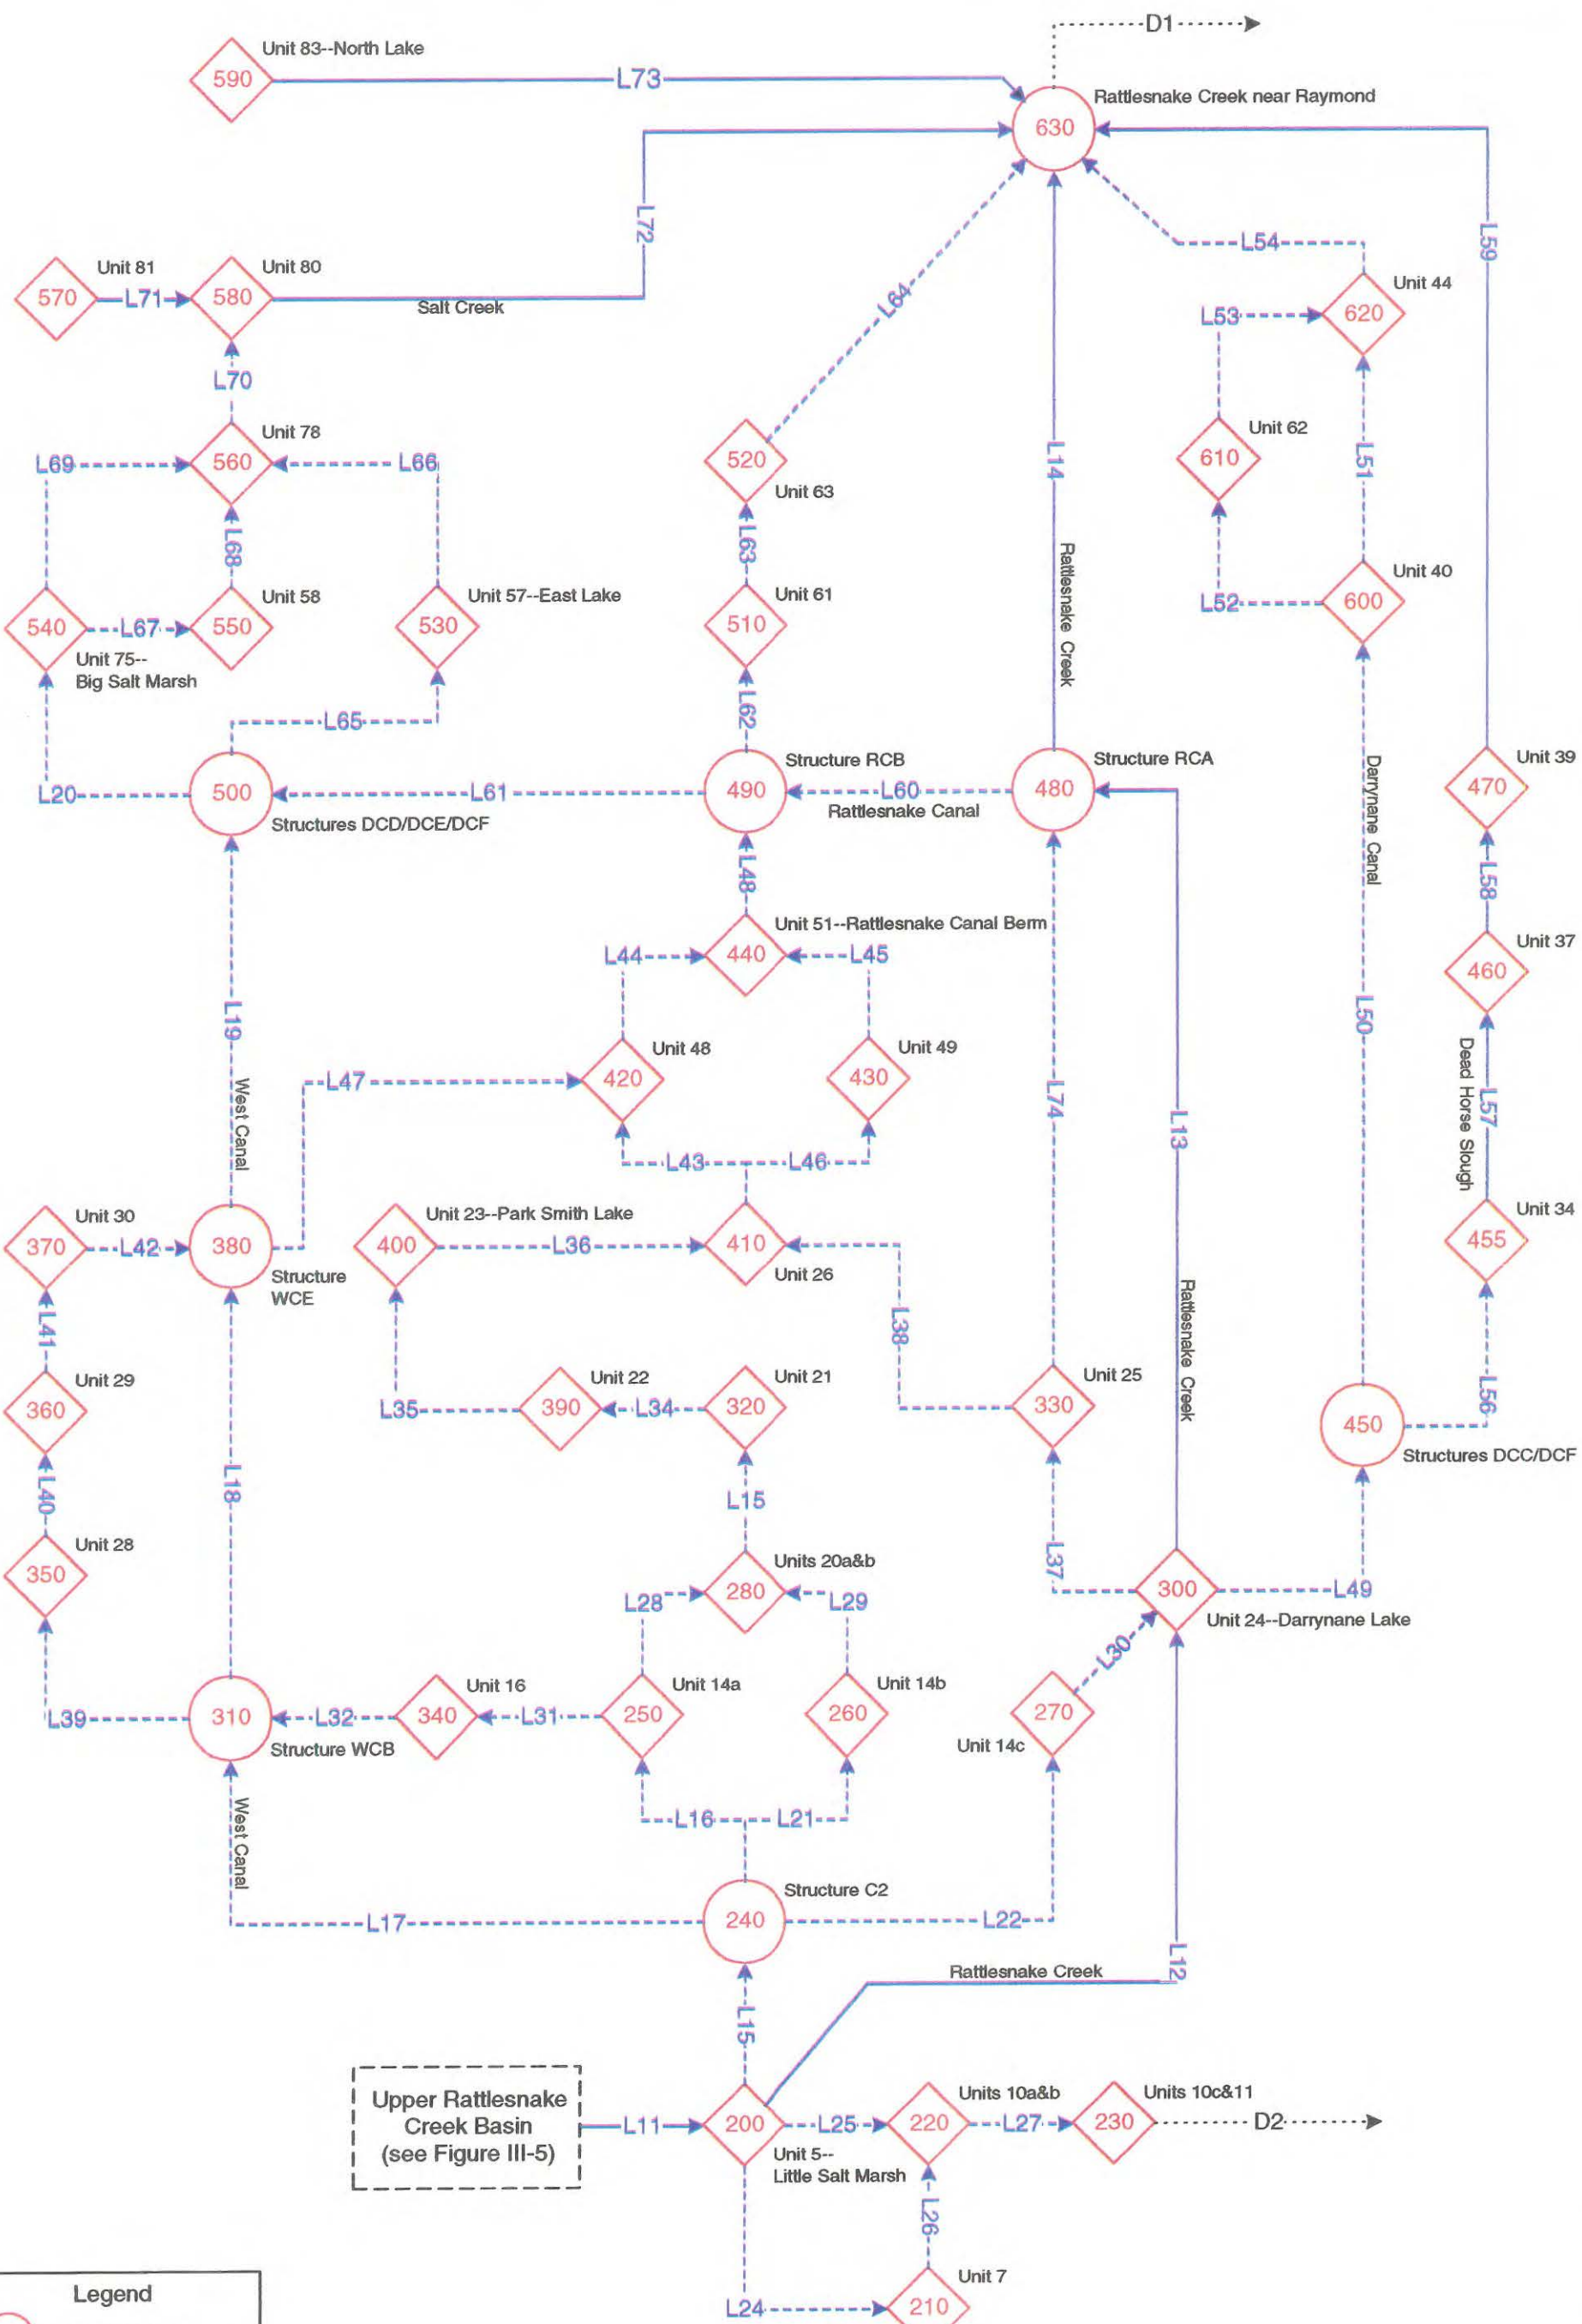 D1
Unit 83--North Lake
590
L73
Rattlesnake Creek near Raymond
630
L72
L59
L54
Unit 81
Unit 80
570
L71
580
Salt Creek
L64
Unit 44
L53
620
L70
Unit 78
L69
560
L66
520
Unit 63
L14
Unit 62
610
L51
L68
L63
Rattlesnake Creek
540
L67
Unit 58
550
Unit 57--East Lake
530
Unit 61
510
Unit 40
L52
600
Unit 75--
Big Salt Marsh
L65
L62
Structure RCB
Structure RCA
Darrynane Canal
Unit 39
470
L20
500
L61
490
L60
480
Structures DCD/DCE/DCF
Rattlesnake Canal
L48
L58
Unit 51--Rattlesnake Canal Berm
L44
440
L45
Unit 37
460
L19
L50
West Canal
L47
Unit 48
420
Unit 49
430
L74
L13
Dead Horse Slough
L57
L43
L46
Unit 30
370
L42
380
Structure
WCE
Unit 23--Park Smith Lake
400
L36
410
Unit 26
Unit 34
455
L41
L38
Rattlesnake Creek
Unit 29
360
Unit 22
L35
390
L34
Unit 21
320
Unit 25
330
L56
450
Structures DCC/DCF
L40
L18
L15
Unit 28
350
Units 20a&b
L28
280
L29
L37
300
L49
Unit 24--Darrynane Lake
L30
L39
310
L32
Unit 16
340
L31
Unit 14a
250
Unit 14b
260
270
Unit 14c
Structure WCB
West Canal
L16
L21
Structure C2
L17
240
L22
L12
Rattlesnake Creek
L15
Upper Rattlesnake
Creek Basin
(see Figure III-5)
L11
200
L25
Units 10a&b
220
L27
Units 10c&11
230
D2
Unit 5--
Little Salt Marsh
L26
Unit 7
L24
210
Legend